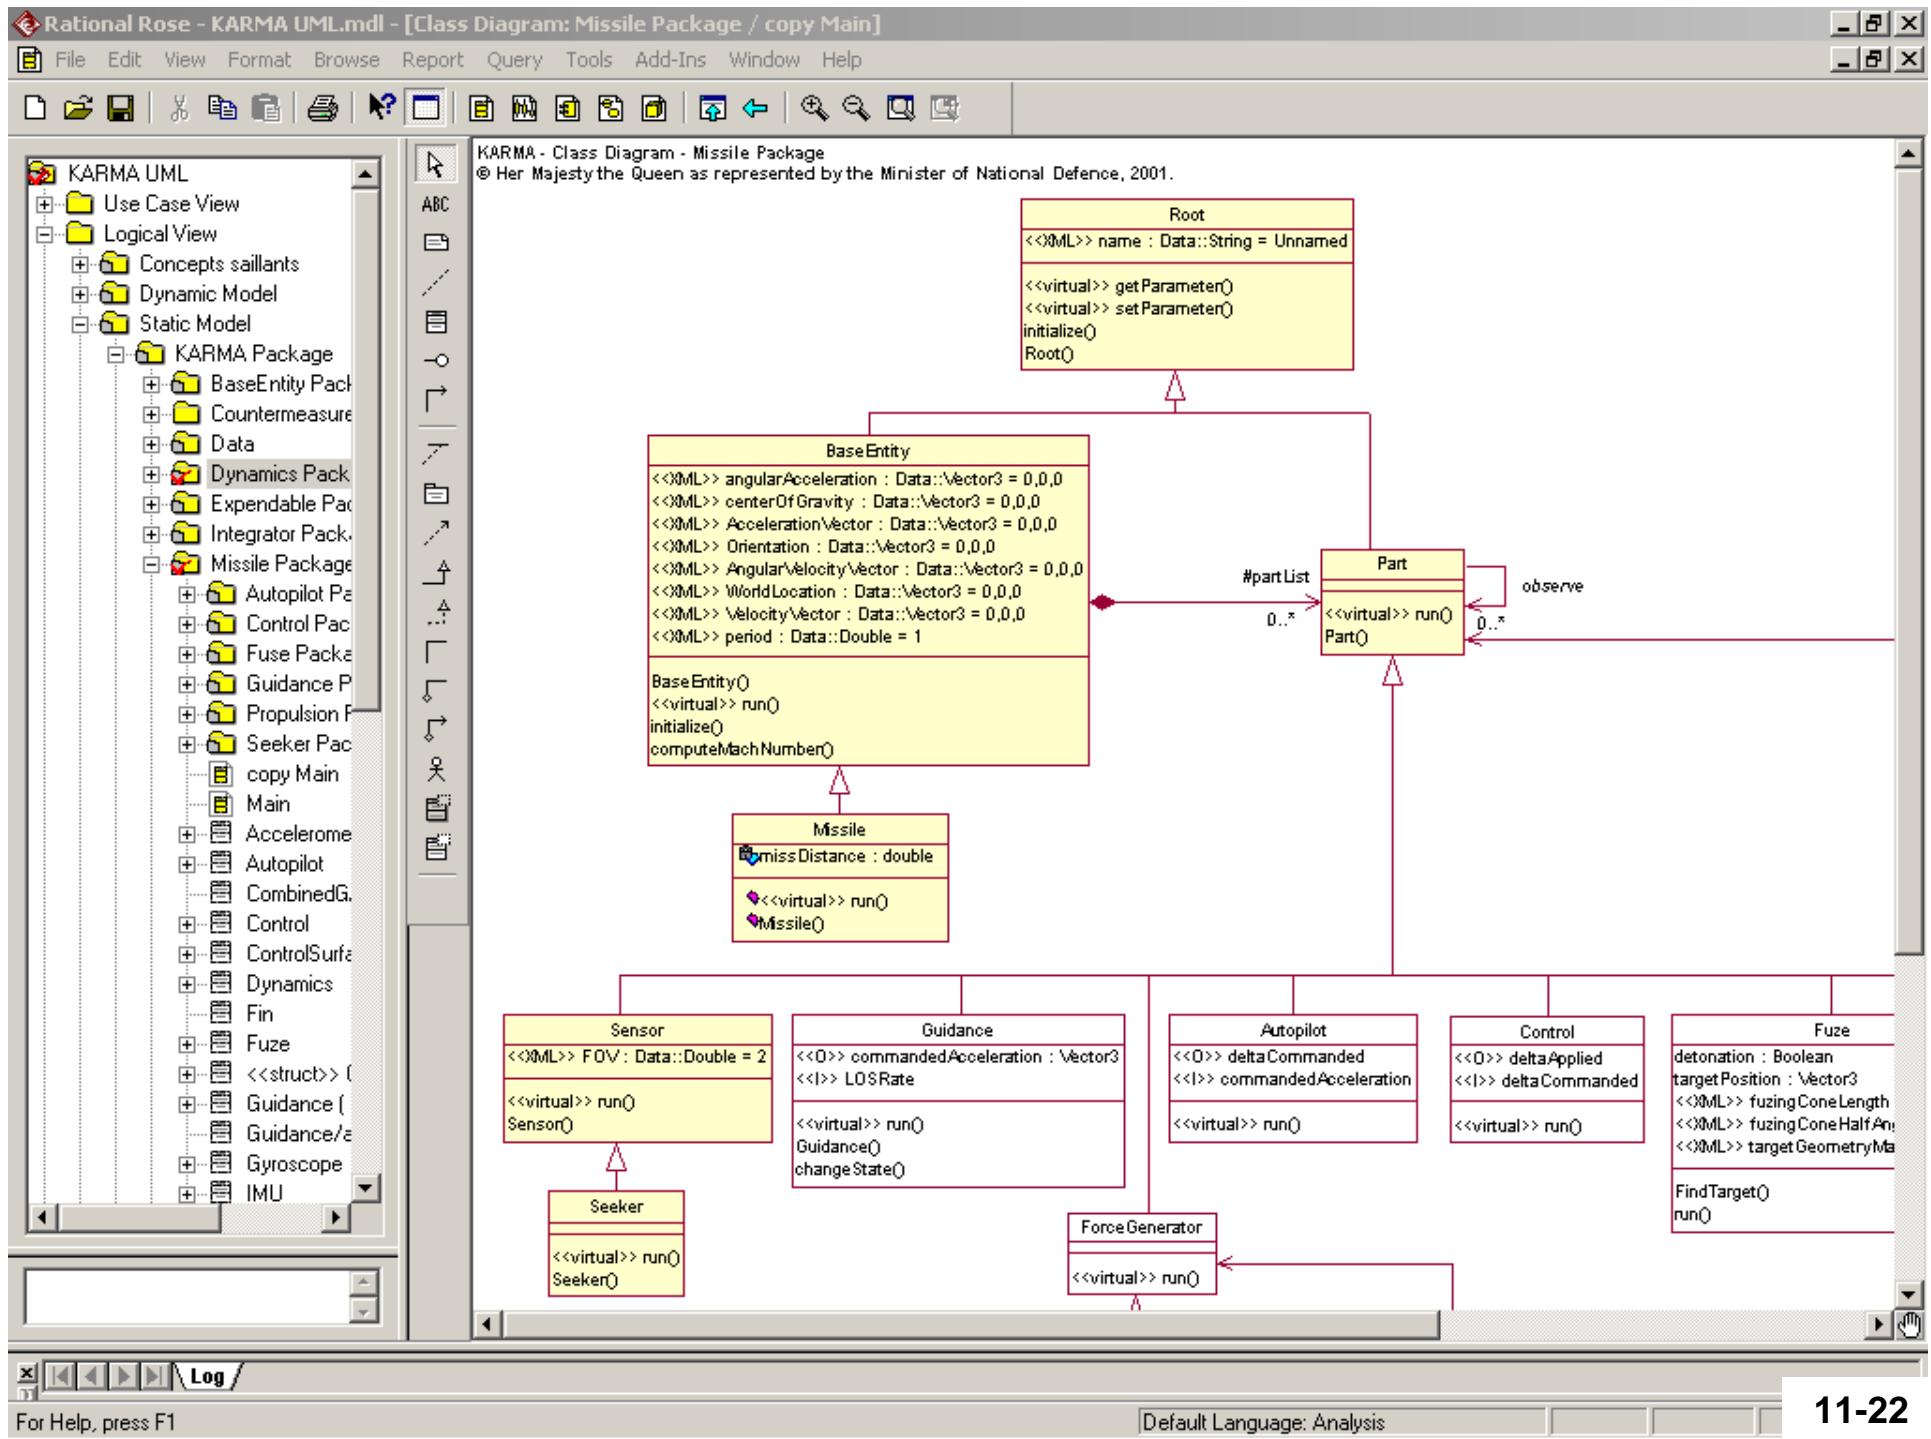 Rational Rose - KARMA UML.mdl - [Class Diagram: Missile Package / copy Main]
File Edit View Format Browse Report Query Tools Add-Ins Window Help
KARMA UML
Use Case View
Logical View
Concepts saillants
Dynamic Model
Static Model
KARMA Package
BaseEntity Pack
Countermeasure
Data
Dynamics Pack
Expendable Pac
Integrator Pack
Missile Package
Autopilot Pa
Control Pac
Fuse Packa
Guidance P
Propulsion F
Seeker Pac
copy Main
Main
Accelerome
Autopilot
CombinedG
Control
ControlSurfa
Dynamics
Fin
Fuze
<<struct>>
Guidance (
Guidance/a
Gyroscope
IMU
ABC
KARMA - Class Diagram - Missile Package
© Her Majesty the Queen as represented by the Minister of National Defence, 2001.
Root
<<XML>> name : Data::String = Unnamed
<<virtual>> getParameter()
<<virtual>> setParameter()
initialize()
Root()
BaseEntity
<<XML>> angularAcceleration : Data::Vector3 = 0,0,0
<<XML>> centerOfGravity : Data::Vector3 = 0,0,0
<<XML>> AccelerationVector : Data::Vector3 = 0,0,0
<<XML>> Orientation : Data::Vector3 = 0,0,0
<<XML>> AngularVelocityVector : Data::Vector3 = 0,0,0
<<XML>> WorldLocation : Data::Vector3 = 0,0,0
<<XML>> VelocityVector : Data::Vector3 = 0,0,0
<<XML>> period : Data::Double = 1
BaseEntity()
<<virtual>> run()
initialize()
computeMachNumber()
#partList
0..*
Part
<<virtual>> run()
Part()
observe
0..*
Missile
missDistance : double
<<virtual>> run()
Missile()
Sensor
<<XML>> FOV : Data::Double = 2
<<virtual>> run()
Sensor()
Seeker
<<virtual>> run()
Seeker()
Guidance
<<O>> commandedAcceleration : Vector3
<<I>> LOSRate
<<virtual>> run()
Guidance()
changeState()
ForceGenerator
<<virtual>> run()
Autopilot
<<O>> deltaCommanded
<<I>> commandedAcceleration
<<virtual>> run()
Control
<<O>> deltaApplied
<<I>> deltaCommanded
<<virtual>> run()
Fuze
detonation : Boolean
targetPosition : Vector3
<<XML>> fuzingConeLength
<<XML>> fuzingConeHalfAn
<<XML>> targetGeometryMa
FindTarget()
run()
Log
For Help, press F1
Default Language: Analysis
11-22